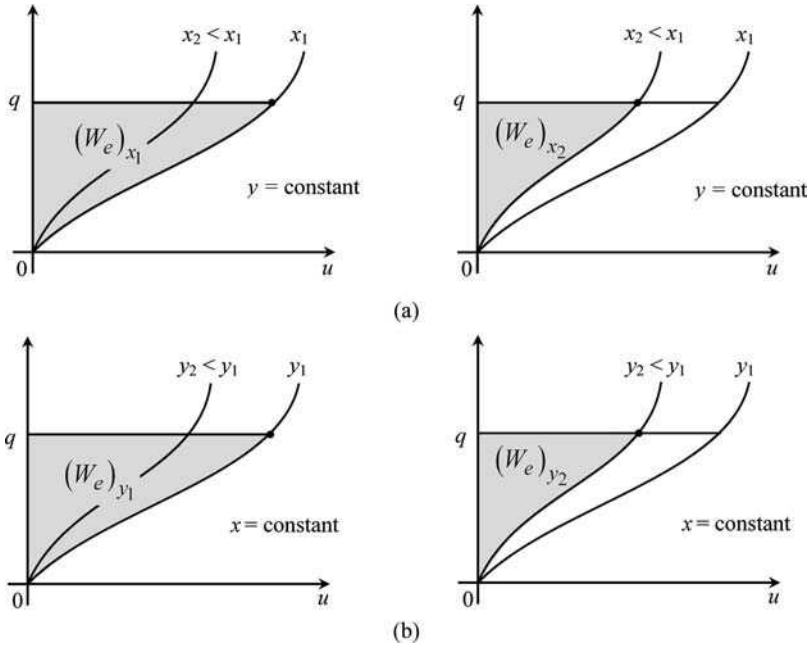 x₂ < x₁
x₁
q
(Wₑ)ₓ₁
y = constant
0
u
x₂ < x₁
x₁
q
(Wₑ)ₓ₂
y = constant
0
u
(a)
y₂ < y₁
y₁
q
(Wₑ)y₁
x = constant
0
u
y₂ < y₁
y₁
q
(Wₑ)y₂
x = constant
0
u
(b)